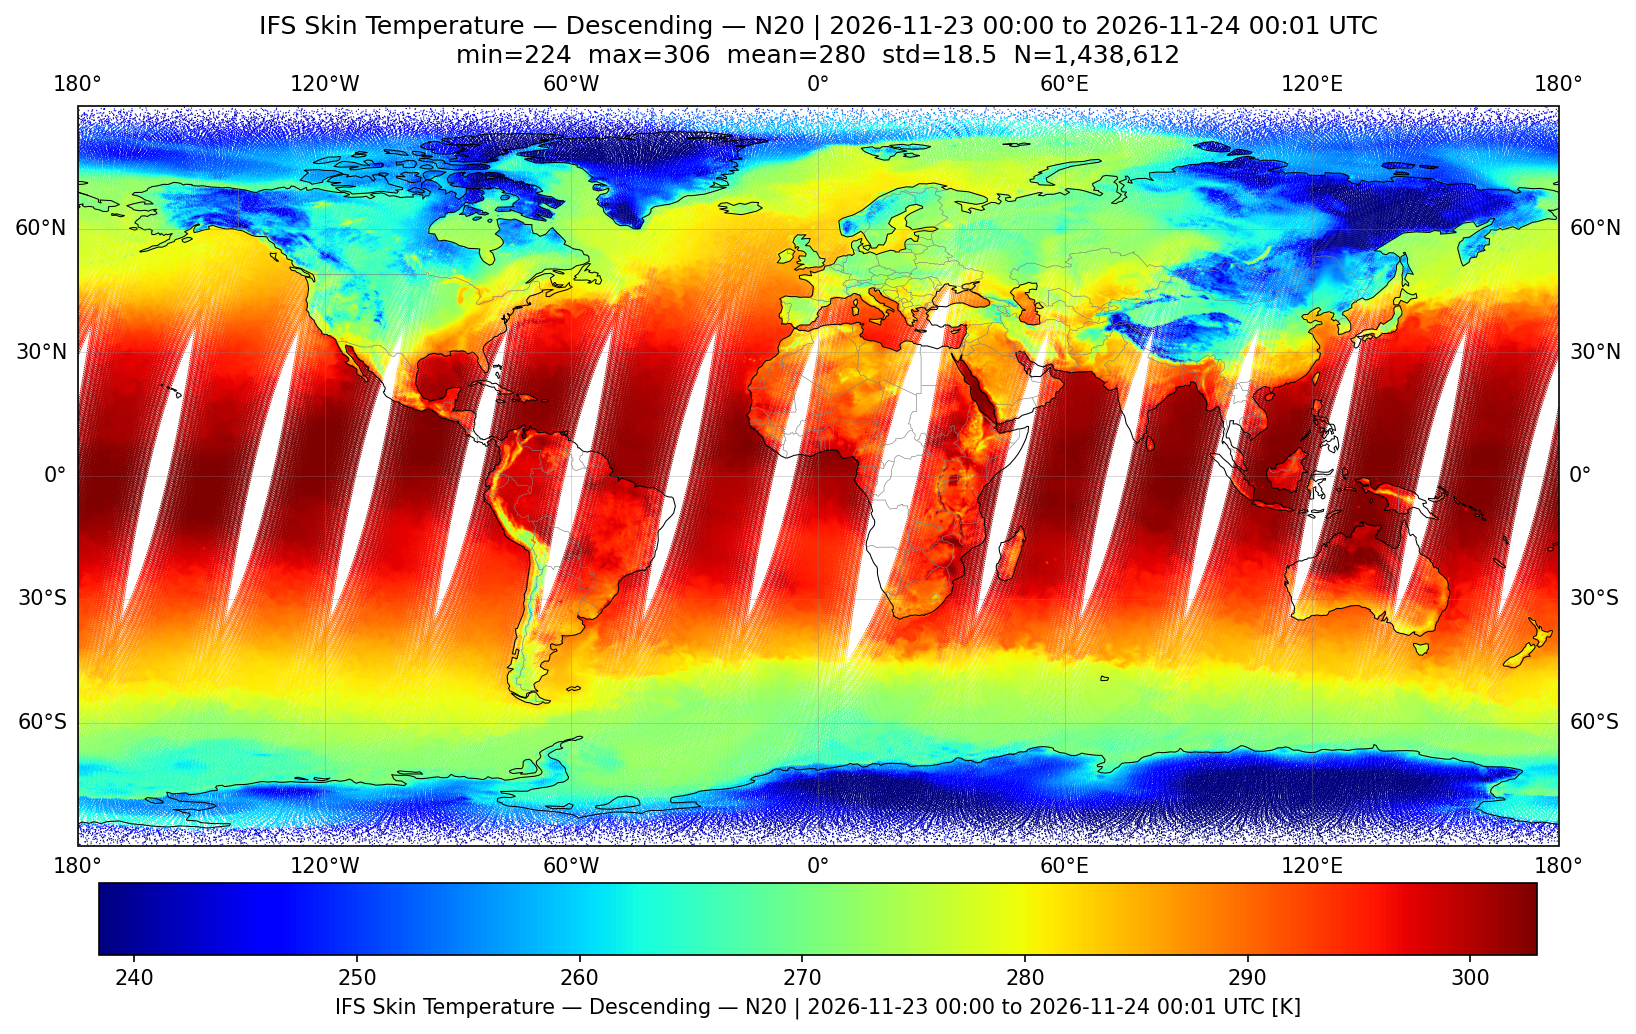 IFS Skin Temperature — Descending — N20 | 2026-11-23 00:00 to 2026-11-24 00:01 UTC
min=224  max=306  mean=280  std=18.5  N=1,438,612
180° 120°W 60°W 0° 60°E 120°E 180°
60°N 60°N
30°N 30°N
0° 0°
30°S 30°S
60°S 60°S
180° 120°W 60°W 0° 60°E 120°E 180°
240 250 260 270 280 290 300
IFS Skin Temperature — Descending — N20 | 2026-11-23 00:00 to 2026-11-24 00:01 UTC [K]